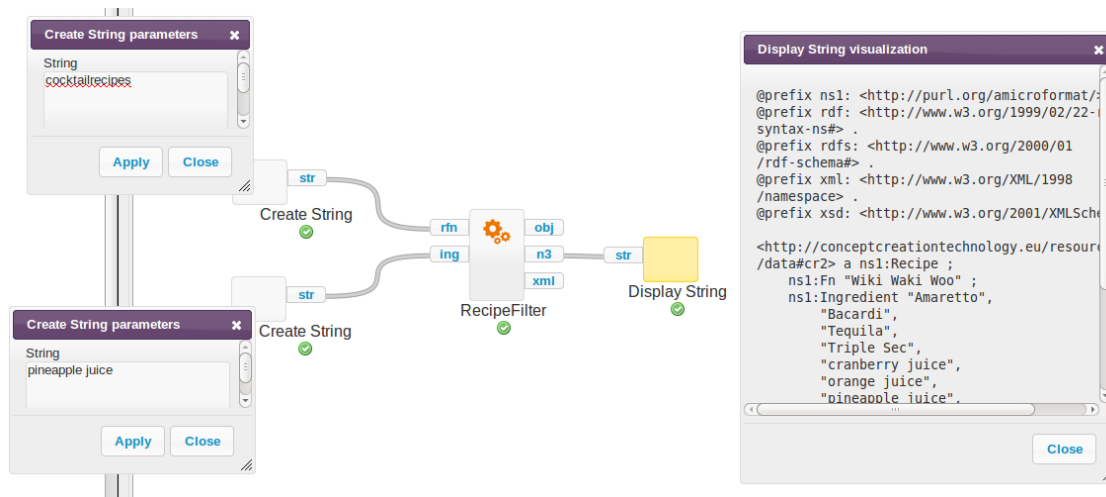 Create String parameters
String
cocktailrecipes
Apply
Close
str
Create String
Create String parameters
String
pineapple juice
Apply
Close
str
Create String
rfn
ing
obj
n3
xml
RecipeFilter
str
Display String
Display String visualization
@prefix ns1: <http://purl.org/amicroformat/>
@prefix rdf: <http://www.w3.org/1999/02/22-r
syntax-ns#> .
@prefix rdfs: <http://www.w3.org/2000/01
/rdf-schema#> .
@prefix xml: <http://www.w3.org/XML/1998
/namespace> .
@prefix xsd: <http://www.w3.org/2001/XMLSche
<http://conceptcreationtechnology.eu/resourc
/data#cr2> a ns1:Recipe ;
ns1:Fn "Wiki Waki Woo" ;
ns1:Ingredient "Amaretto",
"Bacardi",
"Tequila",
"Triple Sec",
"cranberry juice",
"orange juice",
"pineapple juice",
Close